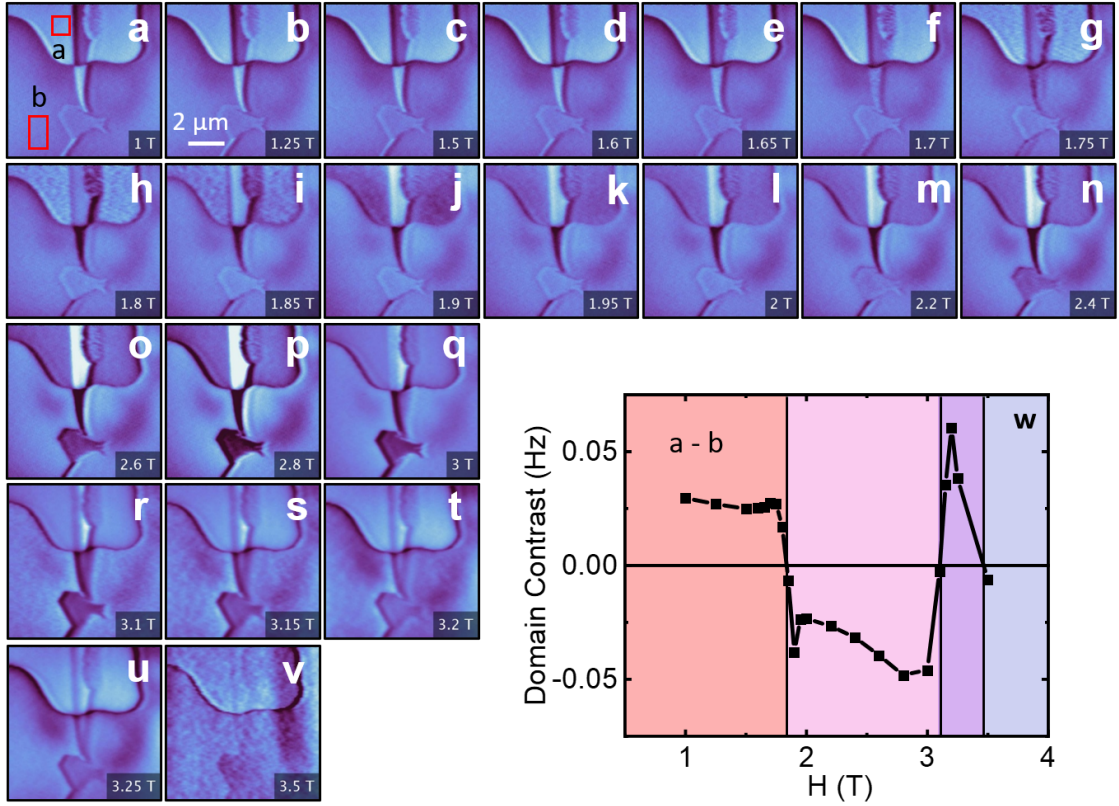 a
b
c
d
e
f
g
a
b
2 μm
1 T
1.25 T
1.5 T
1.6 T
1.65 T
1.7 T
1.75 T
h
i
j
k
l
m
n
1.8 T
1.85 T
1.9 T
1.95 T
2 T
2.2 T
2.4 T
o
p
q
2.6 T
2.8 T
3 T
r
s
t
3.1 T
3.15 T
3.2 T
u
v
3.25 T
3.5 T
w
a - b
Domain Contrast (Hz)
0.05
0.00
-0.05
1
2
3
4
H (T)